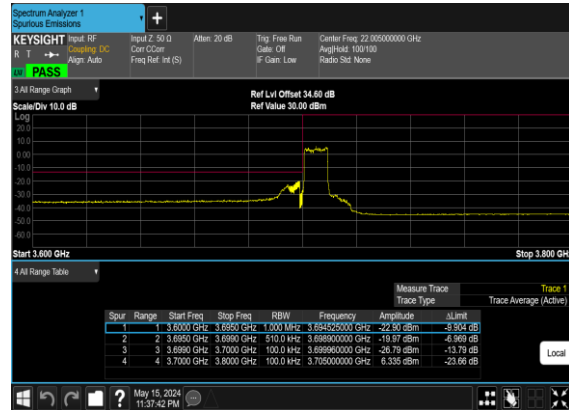 Spectrum Analyzer 1
Spurious Emissions
KEYSIGHT Input: RF Input Z: 50 Ω Atten: 20 dB Trig: Free Run Center Freq: 22.005000000 GHz
R T Coupling: DC Corr CCorr Gate: Off Avg|Hold: 100/100
Align: Auto Freq Ref: Int (S) IF Gain: Low Radio Std: None
PASS
3 All Range Graph
Ref Lvl Offset 34.60 dB
Scale/Div 10.0 dB Ref Value 30.00 dBm
Log
20.0
10.0
0.00
-10.0
-20.0
-30.0
-40.0
-50.0
-60.0
Start 3.600 GHz Stop 3.800 GHz
4 All Range Table
Measure Trace Trace 1
Trace Type Trace Average (Active)
Spur Range Start Freq Stop Freq RBW Frequency Amplitude ΔLimit
1 1 3.6000 GHz 3.6950 GHz 1.000 MHz 3.694525000 GHz -22.90 dBm -9.904 dB
2 2 3.6950 GHz 3.6990 GHz 510.0 kHz 3.698900000 GHz -19.97 dBm -6.969 dB
3 3 3.6990 GHz 3.7000 GHz 100.0 kHz 3.699960000 GHz -26.79 dBm -13.79 dB
4 4 3.7000 GHz 3.8000 GHz 100.0 kHz 3.705000000 GHz 6.335 dBm -23.66 dB
Local
?
May 15, 2024
11:37:42 PM